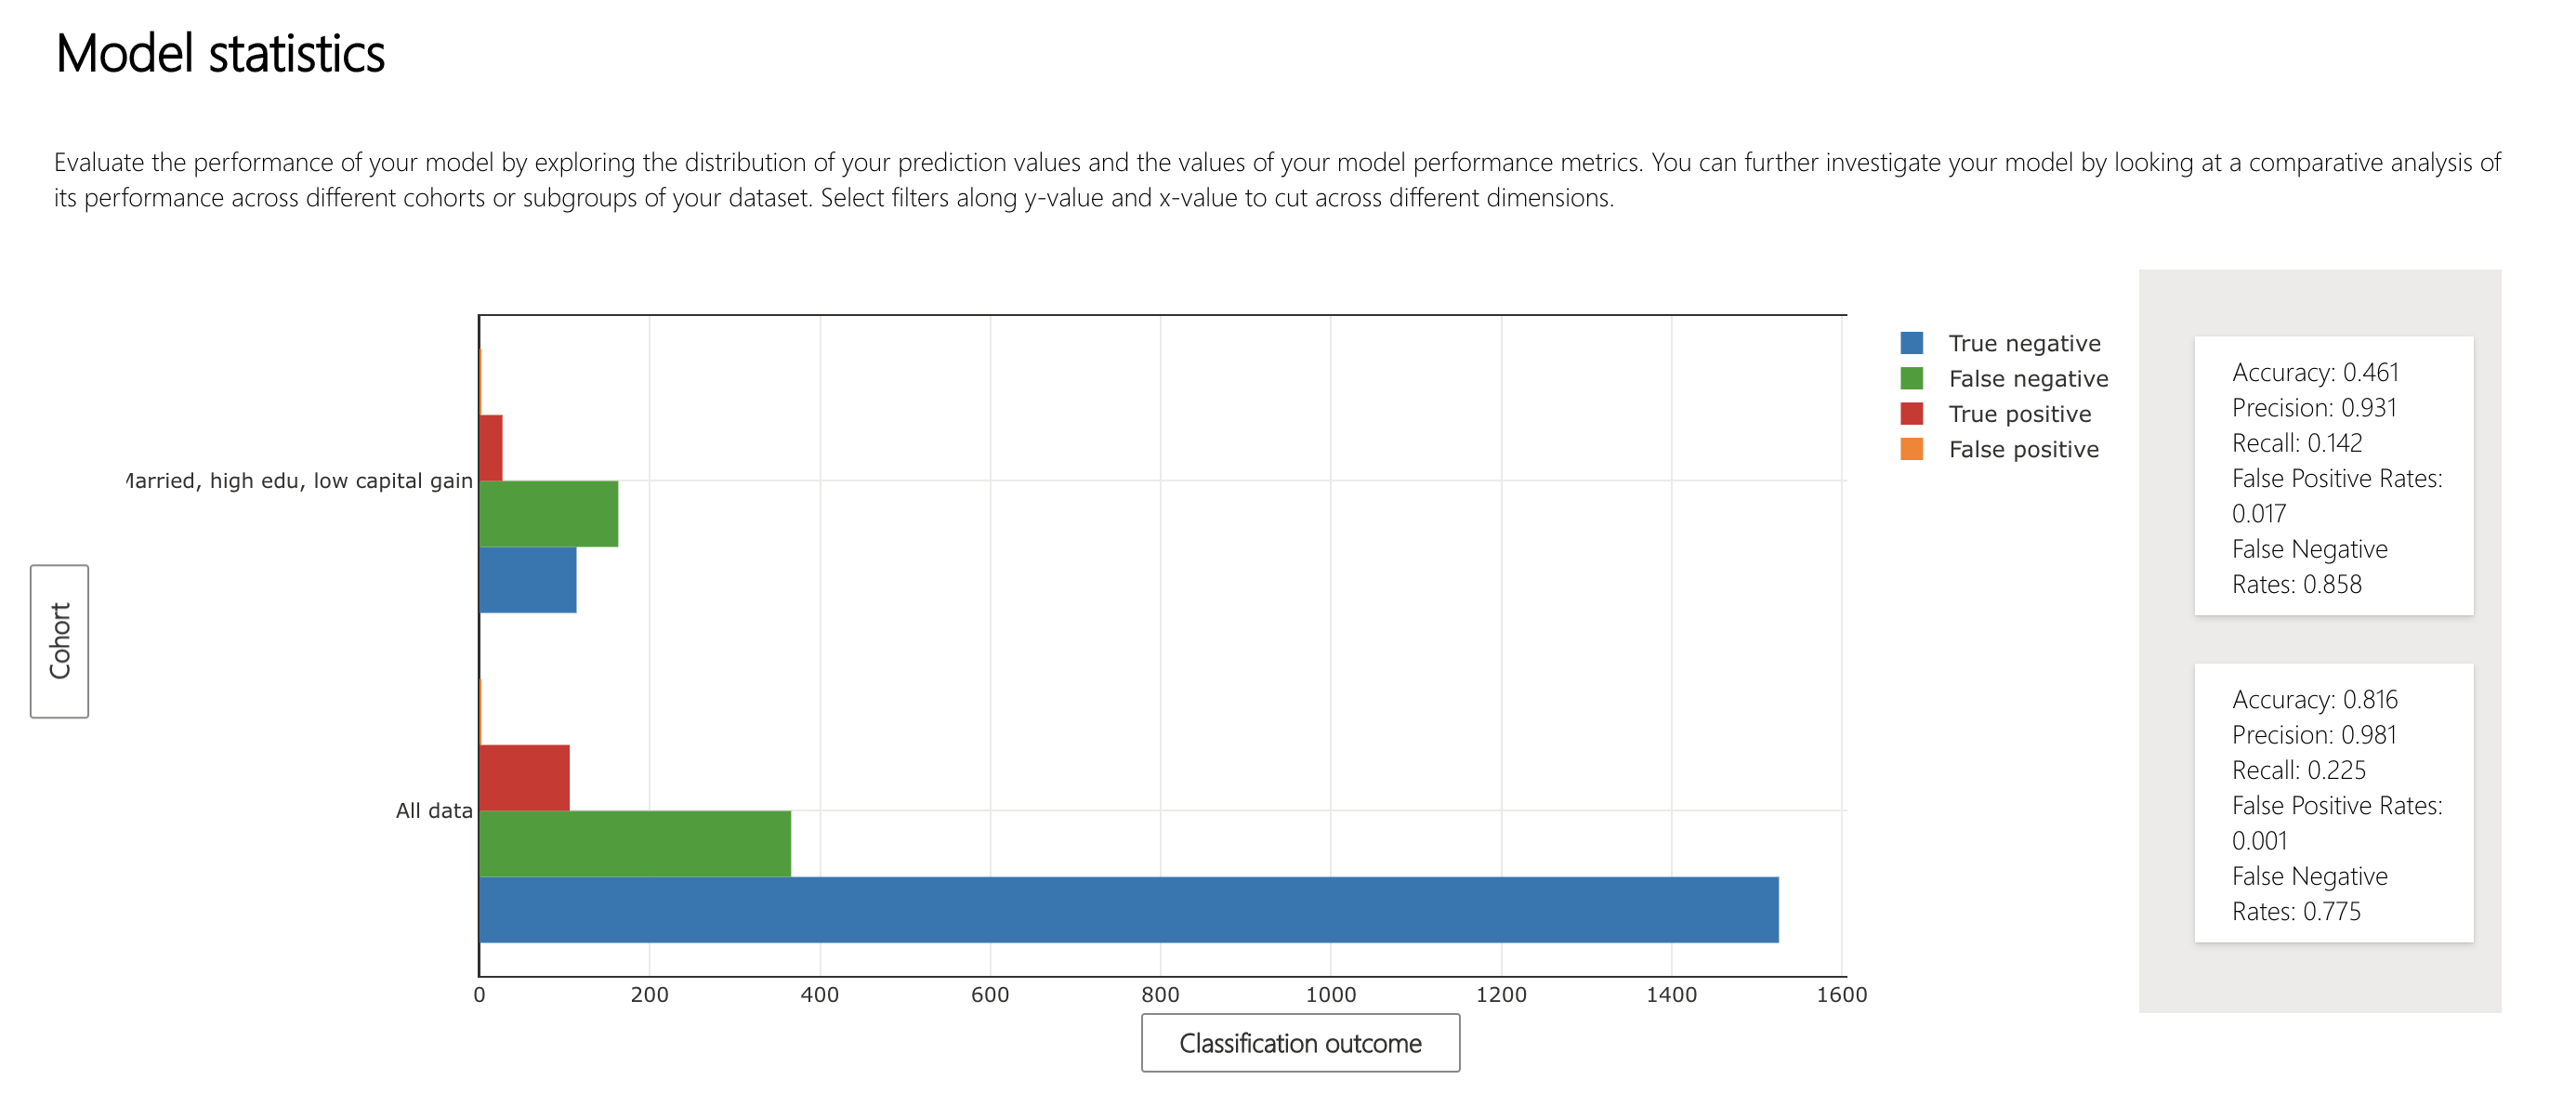 Model statistics
Evaluate the performance of your model by exploring the distribution of your prediction values and the values of your model performance metrics. You can further investigate your model by looking at a comparative analysis of
its performance across different cohorts or subgroups of your dataset. Select filters along y-value and x-value to cut across different dimensions.
True negative
False negative
True positive
False positive
high edu, low capital gain
All data
Cohort
0 200 400 600 800 1000 1200 1400 1600
Classification outcome
Accuracy: 0.461
Precision: 0.931
Recall: 0.142
False Positive Rates:
0.017
False Negative
Rates: 0.858
Accuracy: 0.816
Precision: 0.981
Recall: 0.225
False Positive Rates:
0.001
False Negative
Rates: 0.775